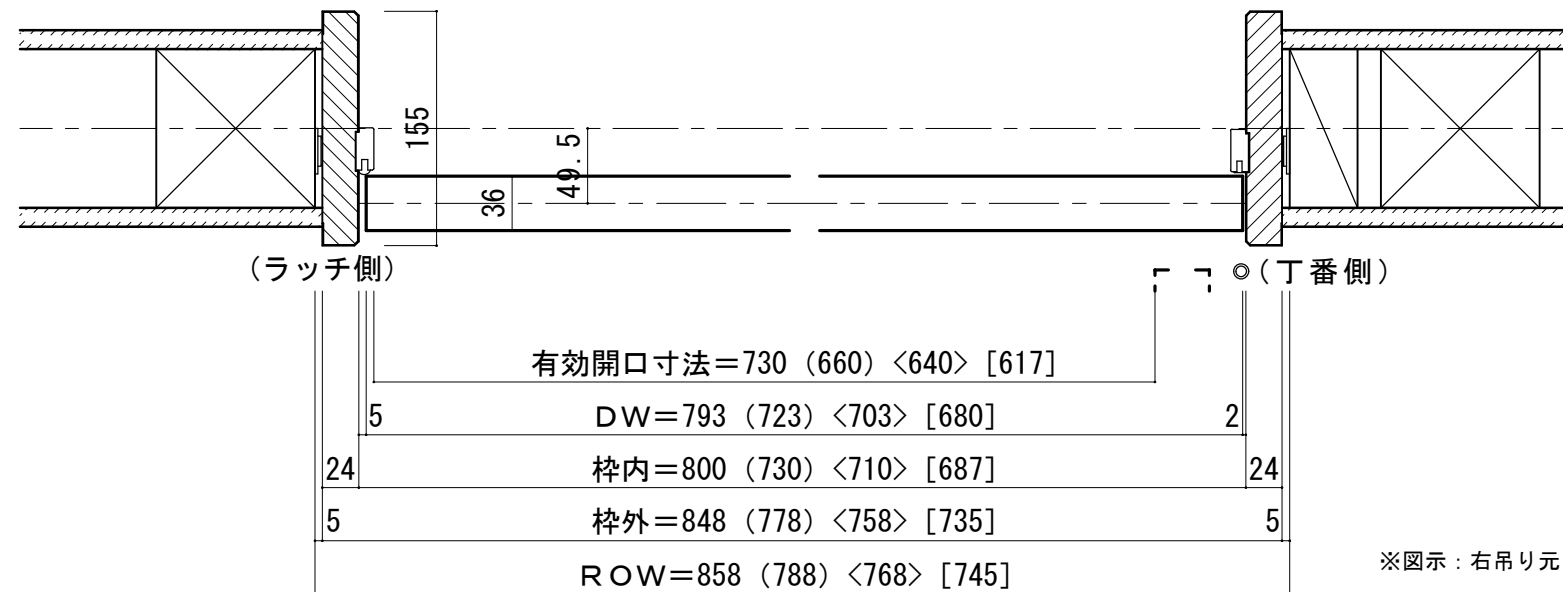 155
49.5
36
(ラッチ側)
◎(丁番側)
有効開口寸法=730 (660) <640> [617]
5 DW=793 (723) <703> [680] 2
24 枠内=800 (730) <710> [687] 24
5 枠外=848 (778) <758> [735] 5
ROW=858 (788) <768> [745]
※図示:右吊り元